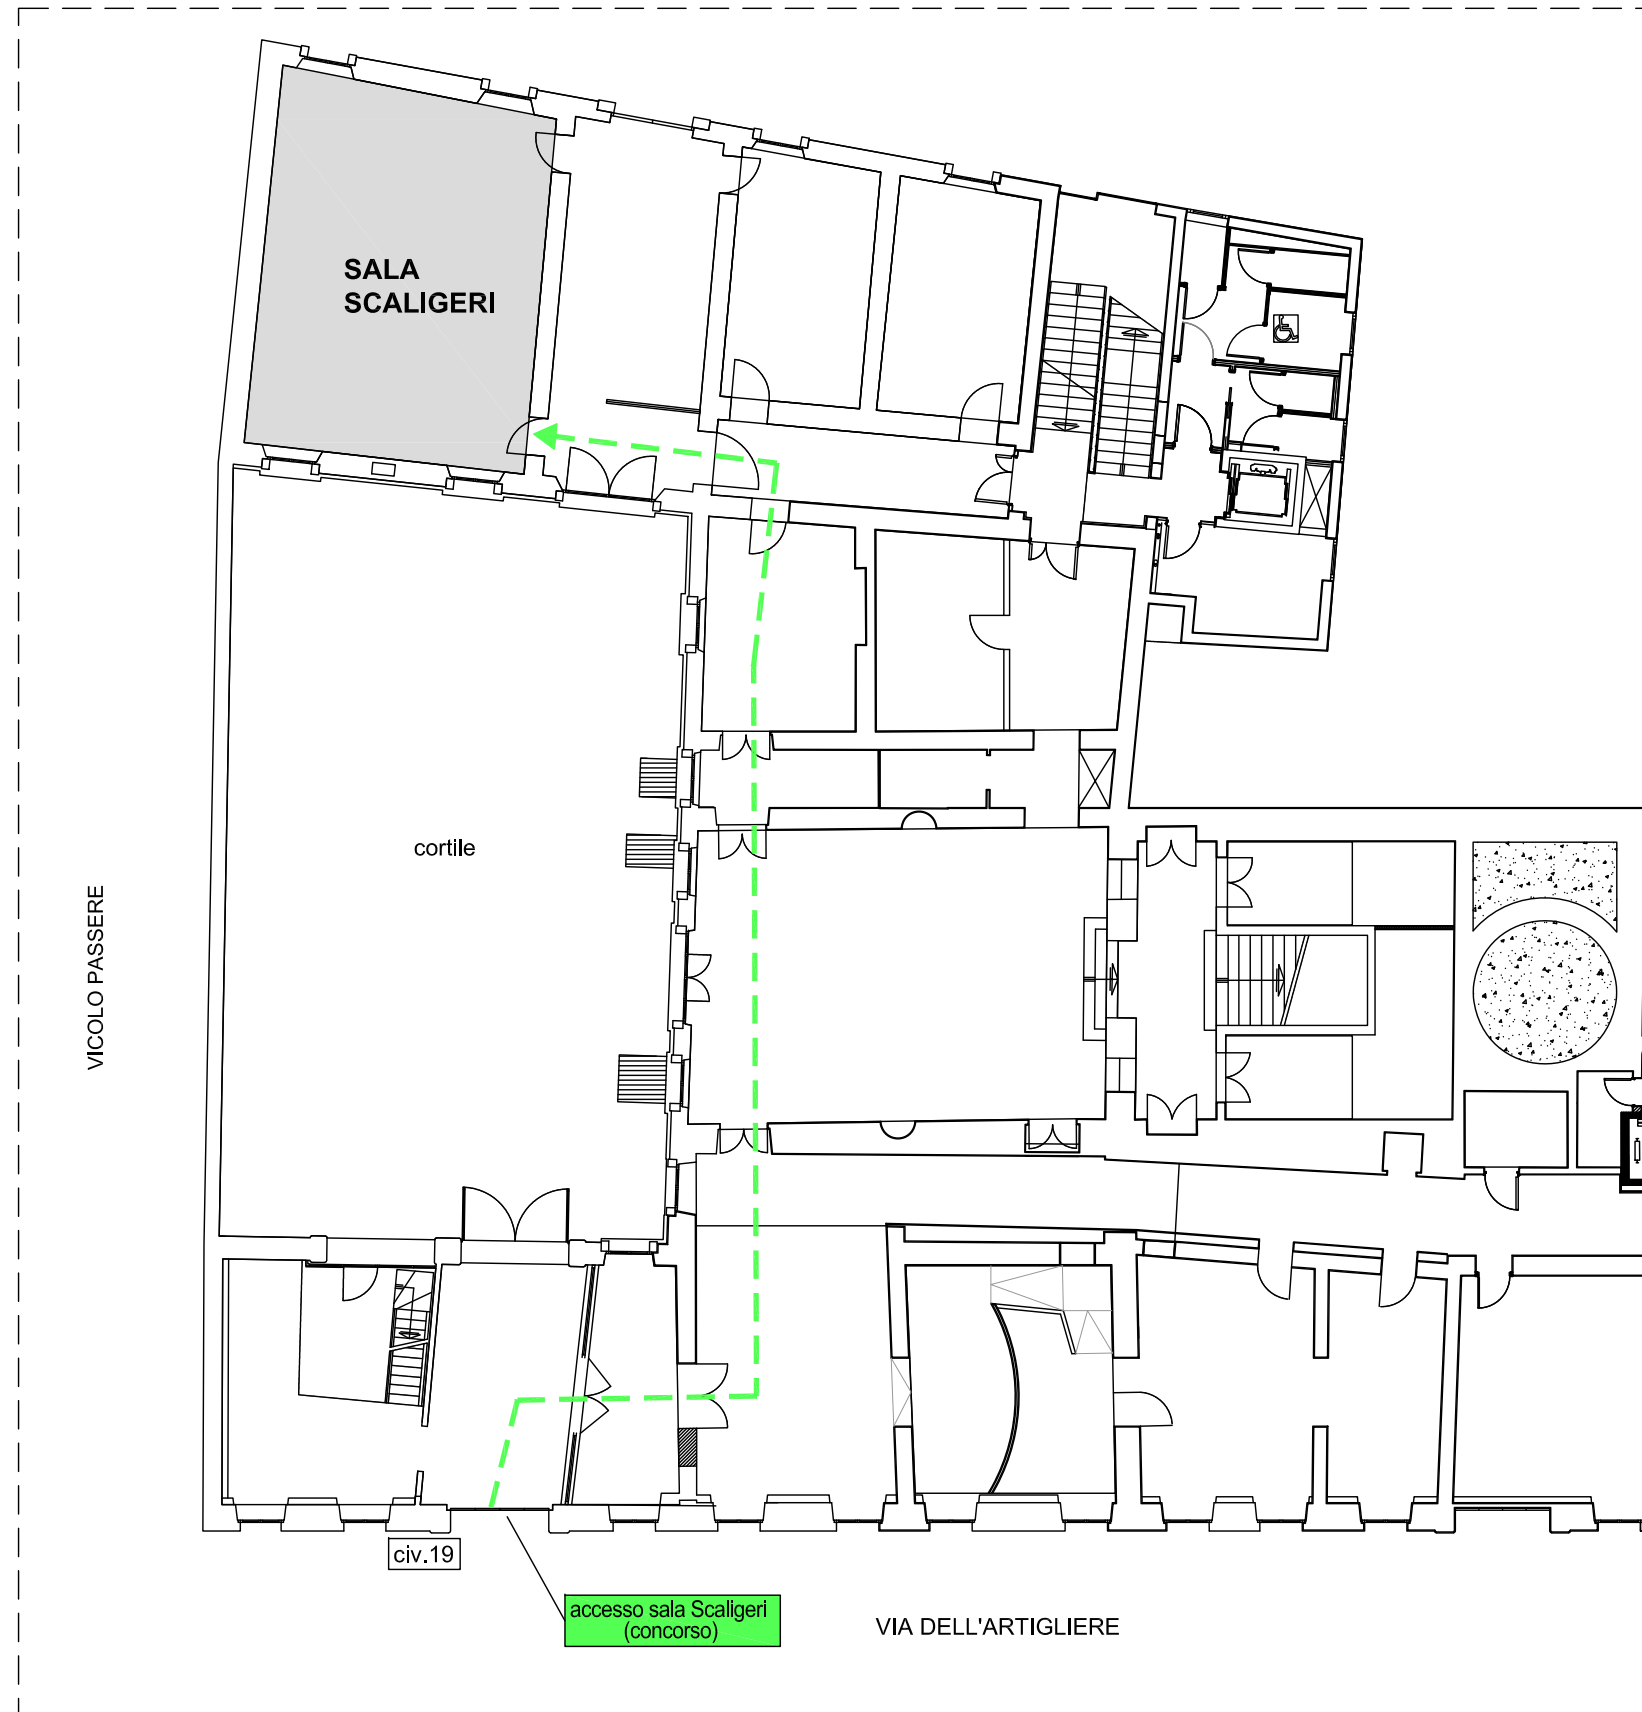 SALA
SCALIGERI
cortile
VICOLO PASSERE
civ.19
accesso sala Scaligeri
(concorso)
VIA DELL'ARTIGLIERE